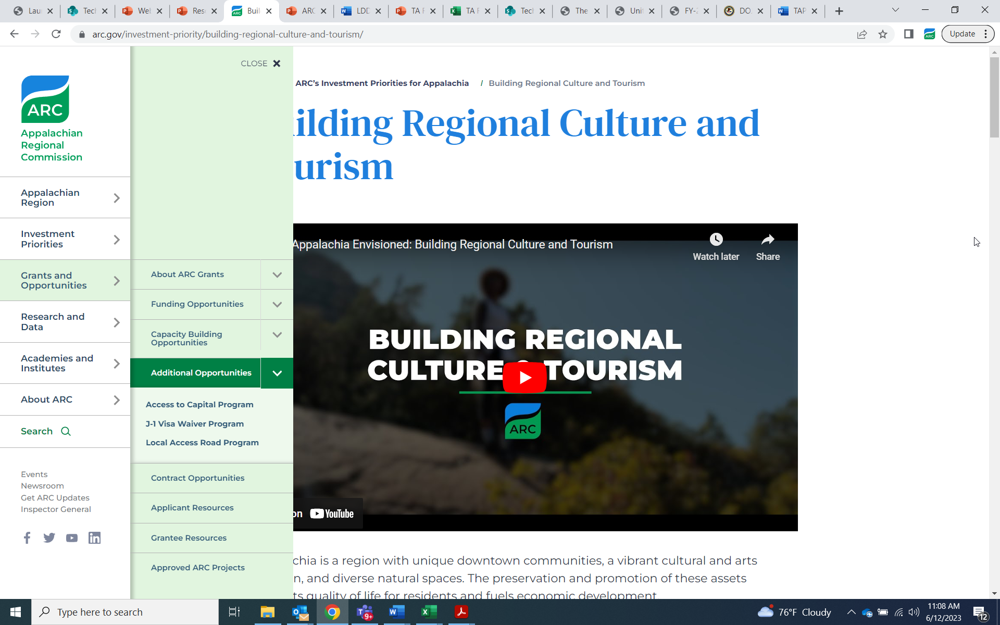 Lau
Tech
Web
Rese
Buil
ARC
LDD
TA F
TA F
Tech
The
Unit
FY-2
DO
TAP
arc.gov/investment-priority/building-regional-culture-and-tourism/
Update
ARC
Appalachian
Regional
Commission
Appalachian
Region
Investment
Priorities
Grants and
Opportunities
Research and
Data
Academies and
Institutes
About ARC
Search
Events
Newsroom
Get ARC Updates
Inspector General
CLOSE
About ARC Grants
Funding Opportunities
Capacity Building
Opportunities
Additional Opportunities
Access to Capital Program
J-1 Visa Waiver Program
Local Access Road Program
Contract Opportunities
Applicant Resources
Grantee Resources
Approved ARC Projects
ARC's Investment Priorities for Appalachia / Building Regional Culture and Tourism
ilding Regional Culture and
urism
Appalachia Envisioned: Building Regional Culture and Tourism
Watch later
Share
BUILDING REGIONAL
CULTURE & TOURISM
ARC
on YouTube
chia is a region with unique downtown communities, a vibrant cultural and arts
n, and diverse natural spaces. The preservation and promotion of these assets
ts quality of life for residents and fuels economic development
Type here to search
9+
76°F Cloudy
11:08 AM
6/12/2023
12